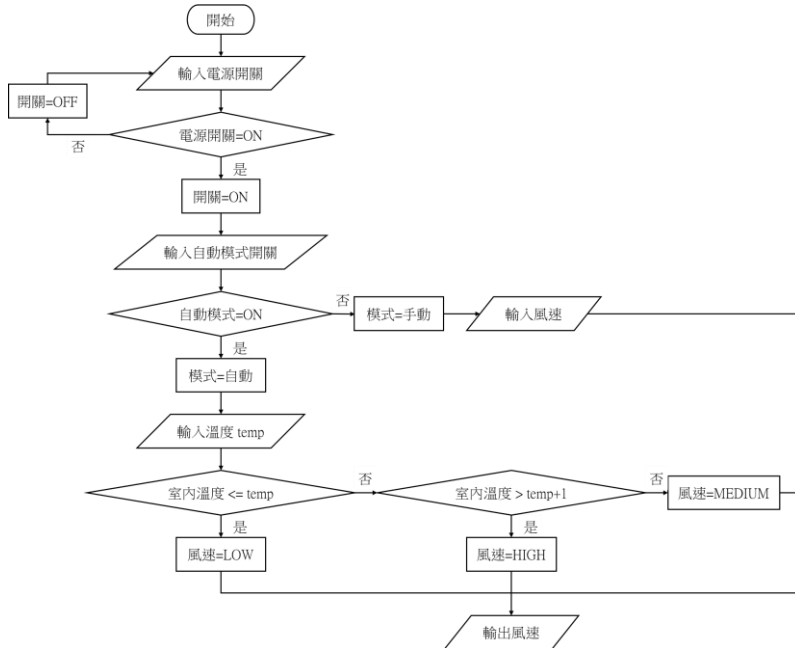 開始
輸入電源開關
開關=OFF
電源開關=ON
否
是
開關=ON
輸入自動模式開關
自動模式=ON
否
模式=手動
輸入風速
是
模式=自動
輸入溫度 temp
室內溫度 <= temp
否
室內溫度 > temp+1
否
風速=MEDIUM
是
是
風速=LOW
風速=HIGH
輸出風速